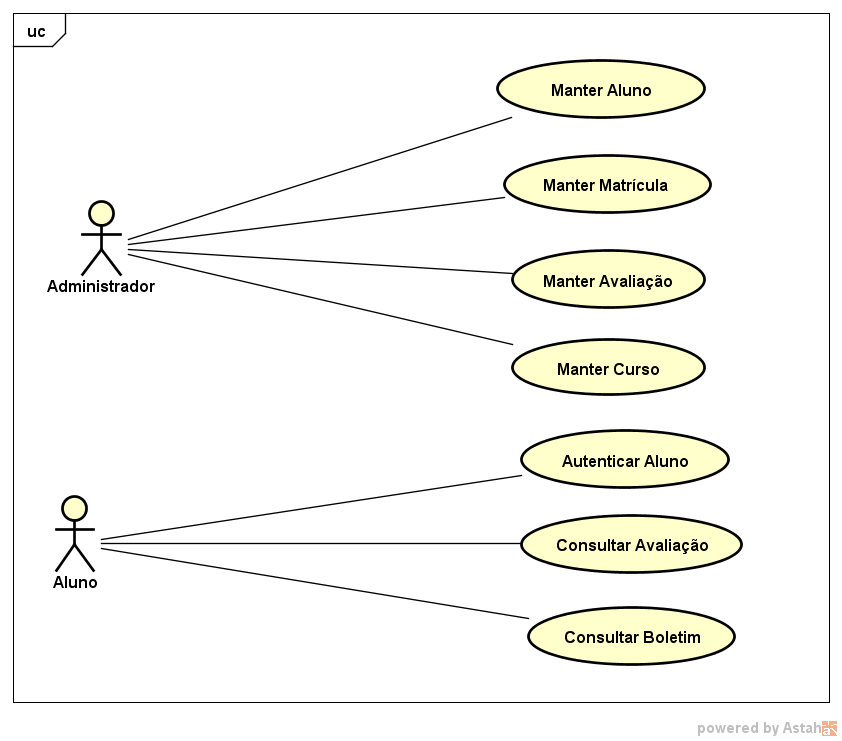 uc
Manter Aluno
Manter Matrícula
Administrador
Manter Avaliação
Manter Curso
Autenticar Aluno
Consultar Avaliação
Aluno
Consultar Boletim
powered by Astah